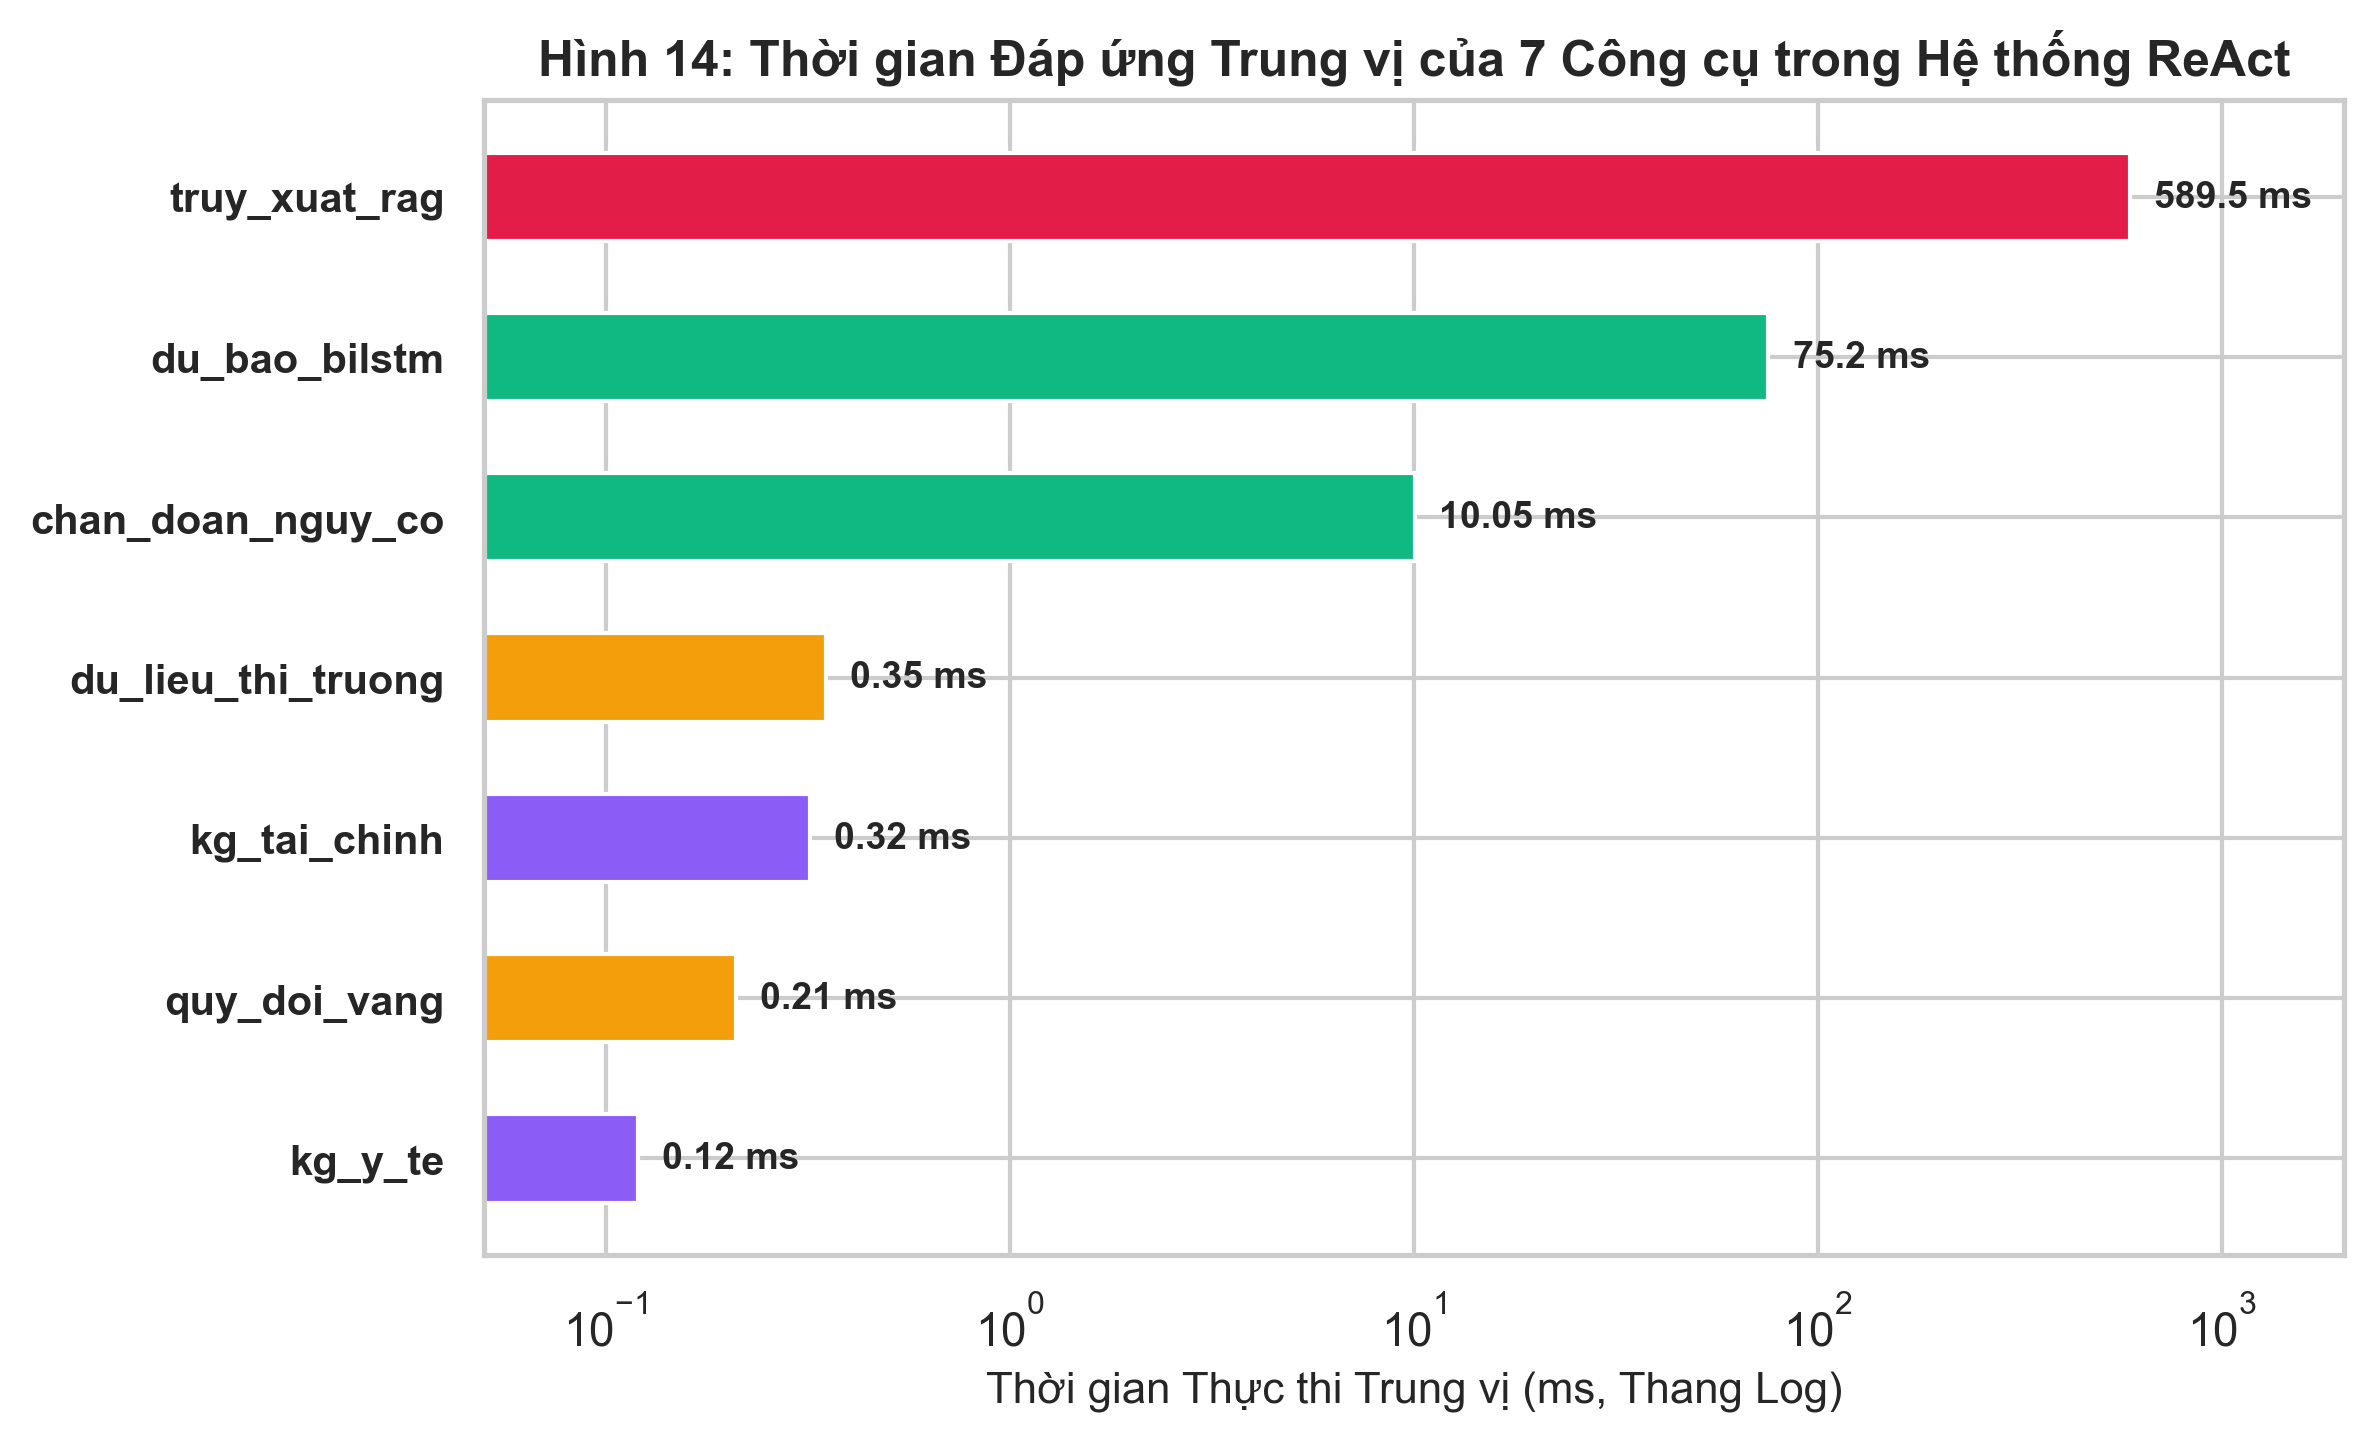 Hình 14: Thời gian Đáp ứng Trung vị của 7 Công cụ trong Hệ thống ReAct
truy_xuat_rag
589.5 ms
du_bao_bilstm
75.2 ms
chan_doan_nguy_co
10.05 ms
du_lieu_thi_truong
0.35 ms
kg_tai_chinh
0.32 ms
quy_doi_vang
0.21 ms
kg_y_te
0.12 ms
10⁻¹ 10⁰ 10¹ 10² 10³
Thời gian Thực thi Trung vị (ms, Thang Log)